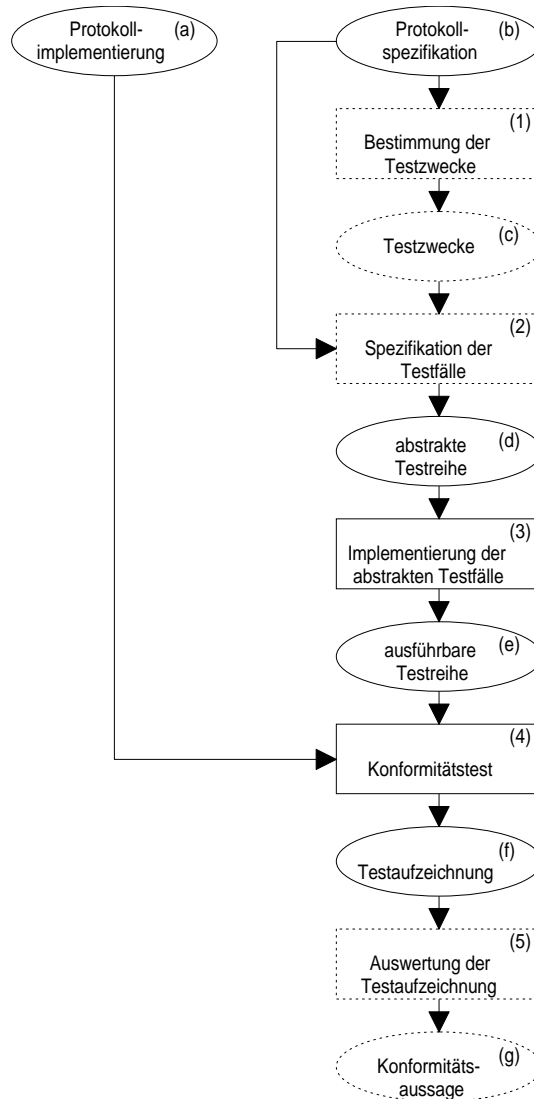 Protokoll-
implementierung
(a)
Protokoll-
spezifikation
(b)
(1)
Bestimmung der
Testzwecke
Testzwecke
(c)
(2)
Spezifikation der
Testfälle
abstrakte
Testreihe
(d)
(3)
Implementierung der
abstrakten Testfälle
ausführbare
Testreihe
(e)
(4)
Konformitätstest
(f)
Testaufzeichnung
(5)
Auswertung der
Testaufzeichnung
(g)
Konformitäts-
aussage